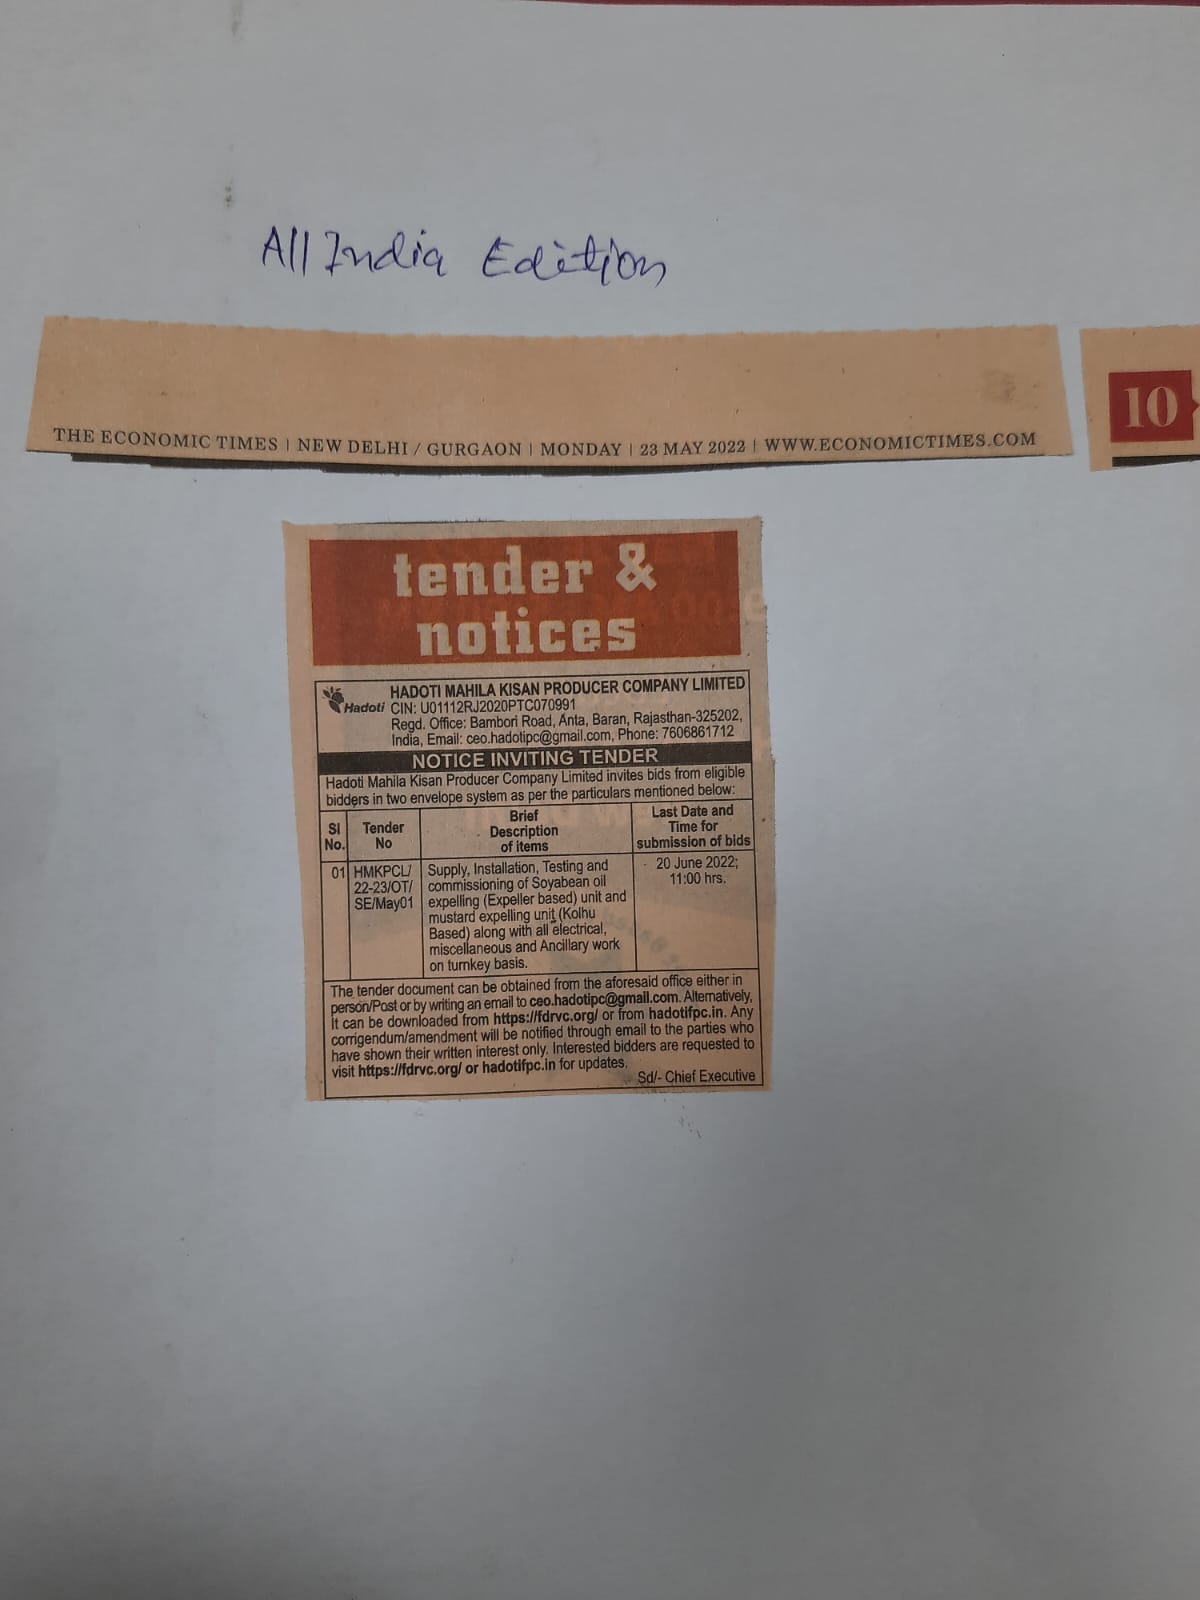 All India Edition
THE ECONOMIC TIMES | NEW DELHI / GURGAON | MONDAY | 23 MAY 2022 | WWW.ECONOMICTIMES.COM
10
tender &
notices
Hadoti
HADOTI MAHILA KISAN PRODUCER COMPANY LIMITED
CIN: U01112RJ2020PTC070991
Regd. Office: Bambori Road, Anta, Baran, Rajasthan-325202,
India, Email: ceo.hadotipc@gmail.com, Phone: 7606861712
NOTICE INVITING TENDER
Hadoti Mahila Kisan Producer Company Limited invites bids from eligible
bidders in two envelope system as per the particulars mentioned below:
Sl
No.
Tender
No
Brief
Description
of items
Last Date and
Time for
submission of bids
01
HMKPCL/
22-23/OT/
SE/May01
Supply, Installation, Testing and
commissioning of Soyabean oil
expelling (Expeller based) unit and
mustard expelling unit (Kolhu
Based) along with all electrical,
miscellaneous and Ancillary work
on turnkey basis.
20 June 2022;
11:00 hrs.
The tender document can be obtained from the aforesaid office either in
person/Post or by writing an email to ceo.hadotipc@gmail.com. Alternatively,
It can be downloaded from https://fdrvc.org/ or from hadotifpc.in. Any
corrigendum/amendment will be notified through email to the parties who
have shown their written interest only. Interested bidders are requested to
visit https://fdrvc.org/ or hadotifpc.in for updates.
Sd/- Chief Executive